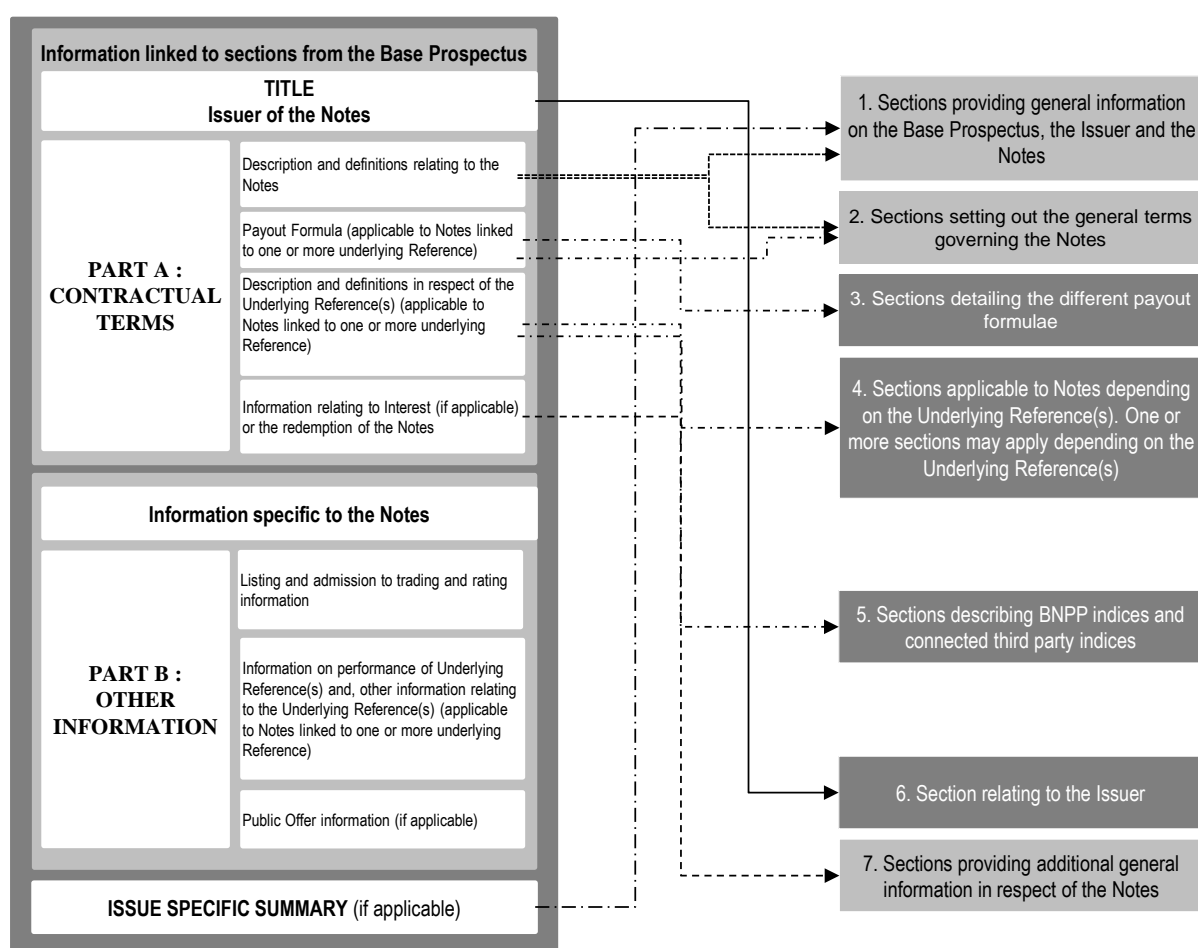 Information linked to sections from the Base Prospectus
TITLE
Issuer of the Notes
PART A :
CONTRACTUAL
TERMS
Description and definitions relating to the
Notes
Payout Formula (applicable to Notes linked
to one or more underlying Reference)
Description and definitions in respect of the
Underlying Reference(s) (applicable to
Notes linked to one or more underlying
Reference)
Information relating to Interest (if applicable)
or the redemption of the Notes
Information specific to the Notes
PART B :
OTHER
INFORMATION
Listing and admission to trading and rating
information
Information on performance of Underlying
Reference(s) and, other information relating
to the Underlying Reference(s) (applicable
to Notes linked to one or more underlying
Reference)
Public Offer information (if applicable)
ISSUE SPECIFIC SUMMARY (if applicable)
1. Sections providing general information
on the Base Prospectus, the Issuer and the
Notes
2. Sections setting out the general terms
governing the Notes
3. Sections detailing the different payout
formulae
4. Sections applicable to Notes depending
on the Underlying Reference(s). One or
more sections may apply depending on the
Underlying Reference(s)
5. Sections describing BNPP indices and
connected third party indices
6. Section relating to the Issuer
7. Sections providing additional general
information in respect of the Notes